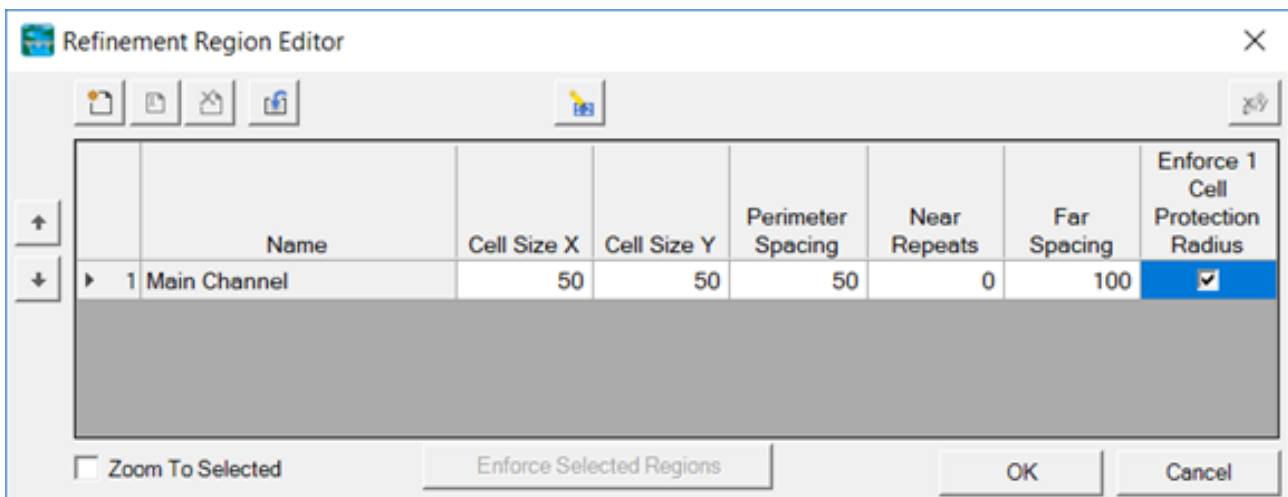 Refinement Region Editor
Name
Cell Size X
Cell Size Y
Perimeter
Spacing
Near
Repeats
Far
Spacing
Enforce 1
Cell
Protection
Radius
1 Main Channel 50 50 50 0 100
Zoom To Selected
Enforce Selected Regions
OK
Cancel